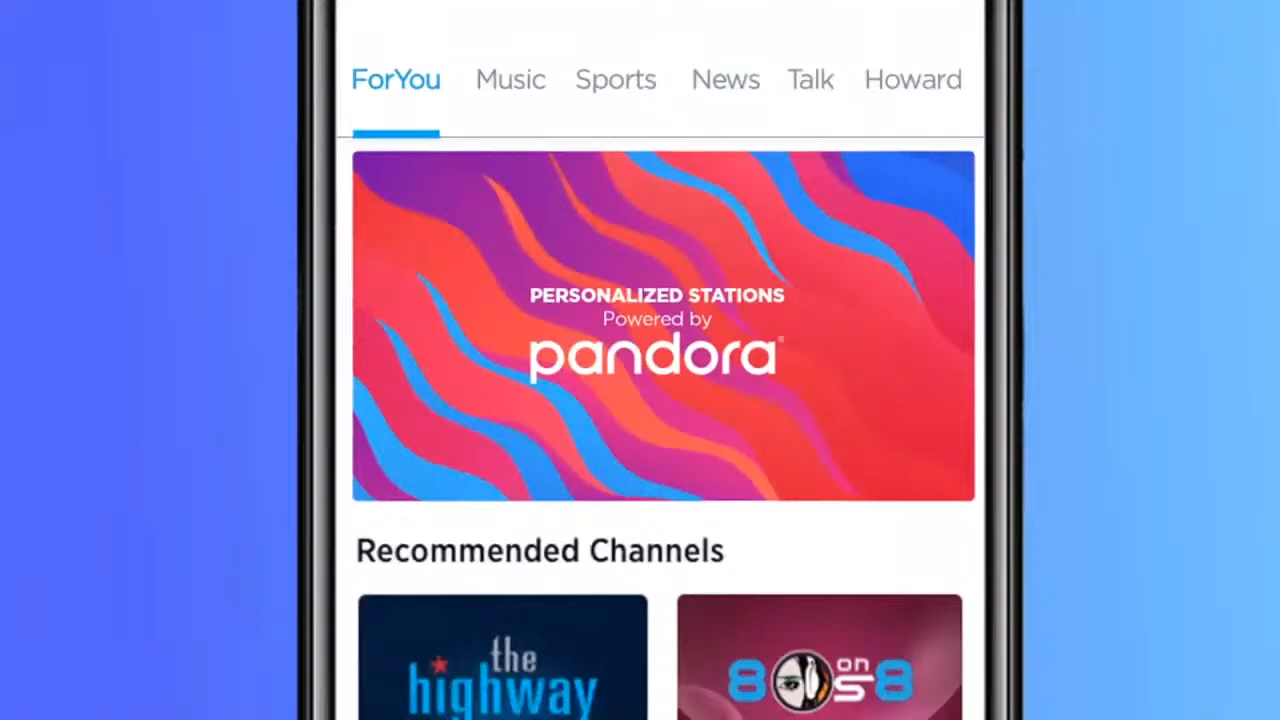 ForYou Music Sports News Talk Howard
PERSONALIZED STATIONS
Powered by
pandora
Recommended Channels
the
highway
80s on 8